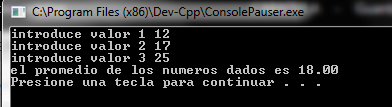 C:\Program Files (x86)\Dev-Cpp\ConsolePauser.exe
introduce valor 1 12
introduce valor 2 17
introduce valor 3 25
el promedio de los numeros dados es 18.00
Presione una tecla para continuar . . .